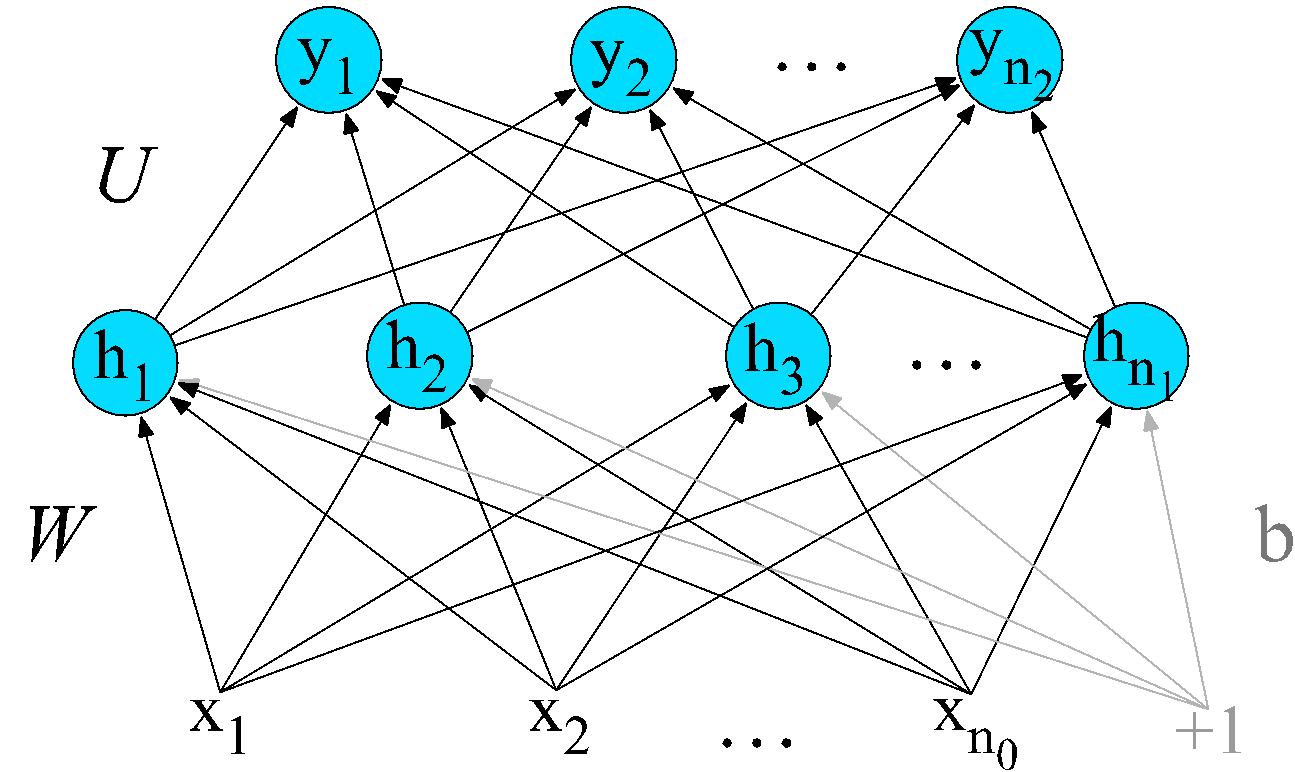 y₁ y₂ ... yₙ₂
U
h₁ h₂ h₃ ... hₙ₁
W b
x₁ x₂ ... xₙ₀ +1